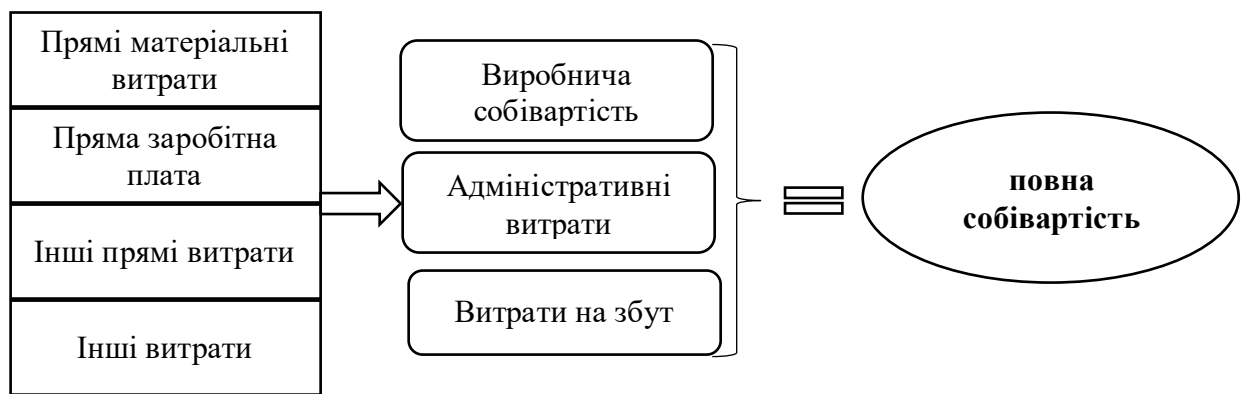 Прямі матеріальні
витрати
Пряма заробітна
плата
Інші прямі витрати
Інші витрати
Виробнича
собівартість
Адміністративні
витрати
Витрати на збут
повна
собівартість